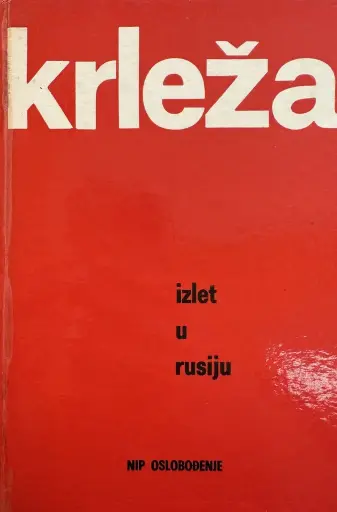 krleža
izlet
u
rusiju
NIP OSLOBOĐENJE